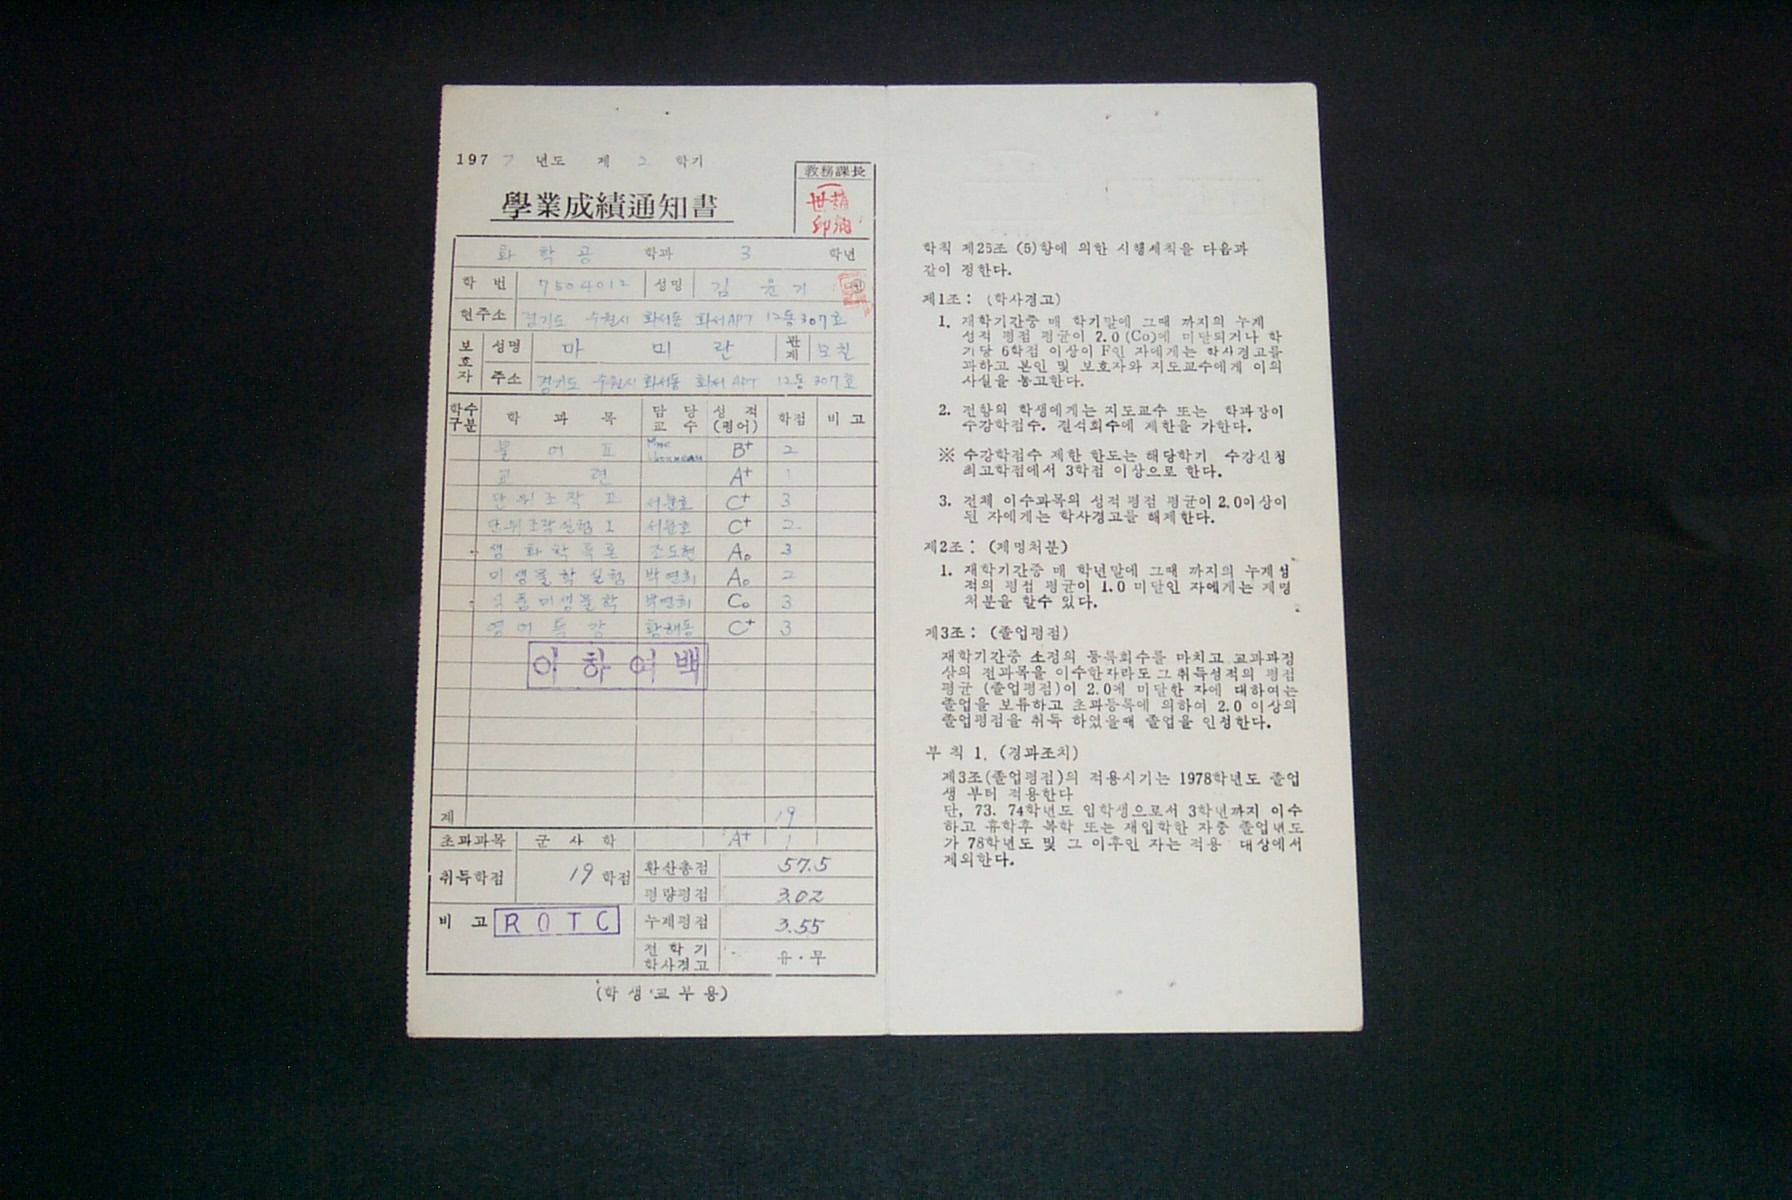 1977년도 제 2 학기
教務課長
學業成績通知書
화학공 학과 3 학년
학번 7504012 성명 김윤기
현주소 경기도 수원시 화서동 화서APT 12동 307호
보호자 성명 마미란 관계 모친
주소 경기도 수원시 화서동 화서APT 12동 307호
학수구분 학과목 담당교수 성적(평어) 학점 비고
불어 Mme B+ 2
교련 A+ 1
단위조작 서윤호 C+ 3
단위조작실험 I 서윤호 C+ 2
생화학특론 조도현 A0 3
미생물학실험 박연희 A0 2
식품미생물학 박연희 C0 3
영어특강 황해동 C+ 3
이하여백
계 19
초과과목 군사학 A+ 1
취득학점 19학점 환산총점 57.5
평량평점 3.02
비고 ROTC 누계평점 3.55
전학기 학사경고 유·무
(학생교부용)
학칙 제25조 (5)항에 의한 시행세칙을 다음과
같이 정한다.
제1조: (학사경고)
1. 재학기간중 매 학기말에 그때 까지의 누계
성적 평점 평균이 2.0(Co)에 미달되거나 학
기당 6학점 이상이 F인 자에게는 학사경고를
과하고 본인 및 보호자와 지도교수에게 이의
사실을 통고한다.
2. 전항의 학생에게는 지도교수 또는 학과장이
수강학점수. 결석회수에 제한을 가한다.
※ 수강학점수 제한 한도는 해당학기 수강신청
최고학점에서 3학점 이상으로 한다.
3. 전체 이수과목의 성적 평점 평균이 2.0이상이
된 자에게는 학사경고를 해제한다.
제2조: (제명처분)
1. 재학기간중 매 학년말에 그때 까지의 누계성
적의 평점 평균이 1.0 미달인 자에게는 제명
처분을 할수 있다.
제3조: (졸업평점)
재학기간중 소정의 등록회수를 마치고 교과과정
상의 전과목을 이수한자라도 그 취득성적의 평점
평균 (졸업평점)이 2.0에 미달한 자에 대하여는
졸업을 보류하고 초과등록에 의하여 2.0 이상의
졸업평점을 취득 하였을때 졸업을 인정한다.
부칙 1. (경과조치)
제3조(졸업평점)의 적용시기는 1978학년도 졸업
생 부터 적용한다
단, 73. 74학년도 입학생으로서 3학년까지 이수
하고 휴학후 복학 또는 재입학한 자중 졸업년도
가 78학년도 및 그 이후인 자는 적용 대상에서
제외한다.